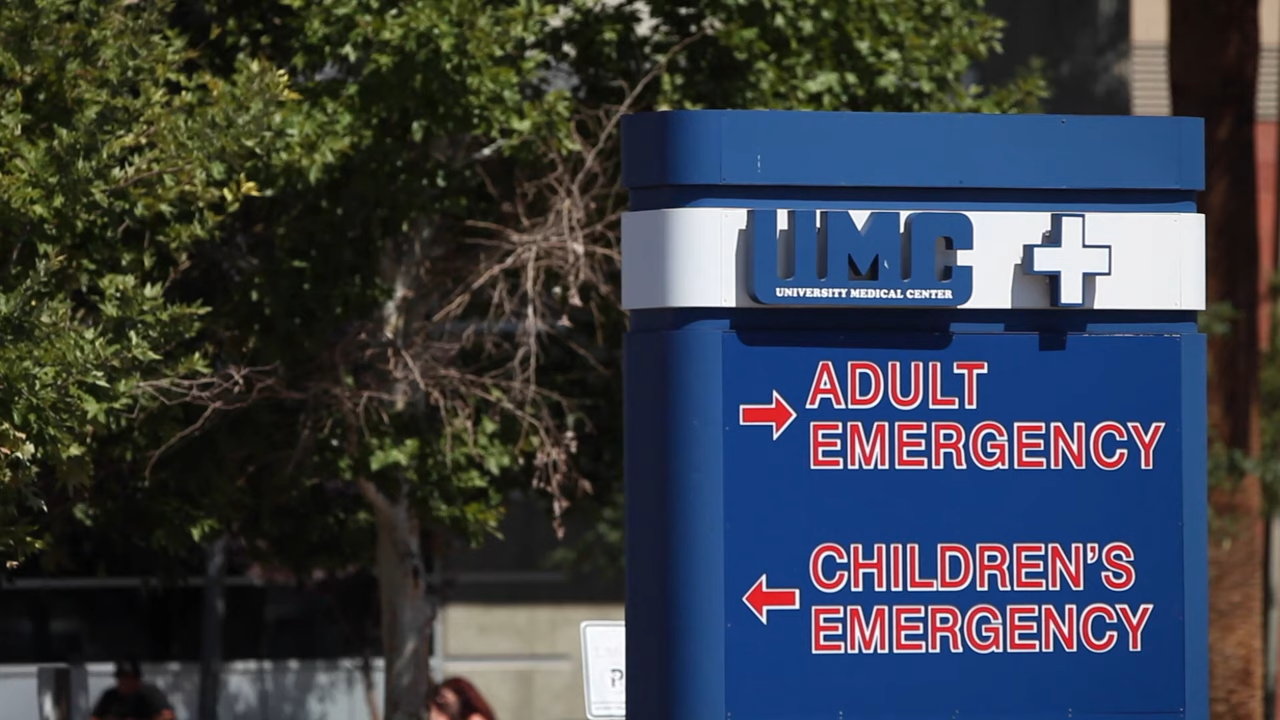 UMC
UNIVERSITY MEDICAL CENTER
ADULT
EMERGENCY
CHILDREN'S
EMERGENCY